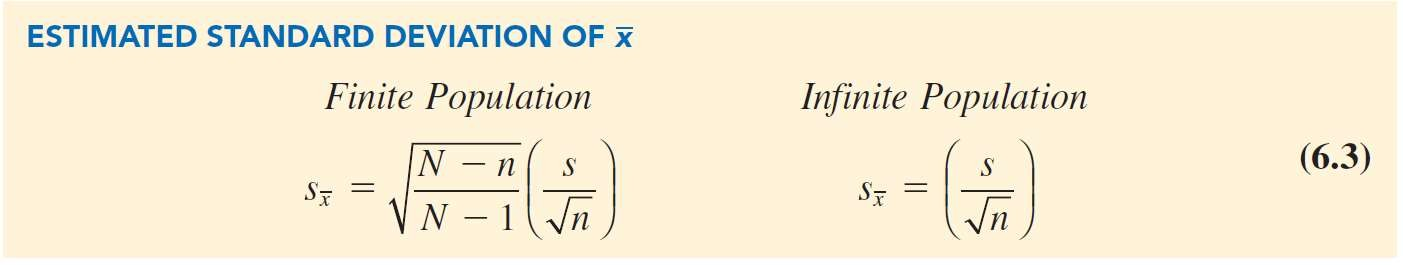 ESTIMATED STANDARD DEVIATION OF x̅
Finite Population Infinite Population
s_x̅ = √((N − n)/(N − 1)) (s/√n) s_x̅ = (s/√n) (6.3)